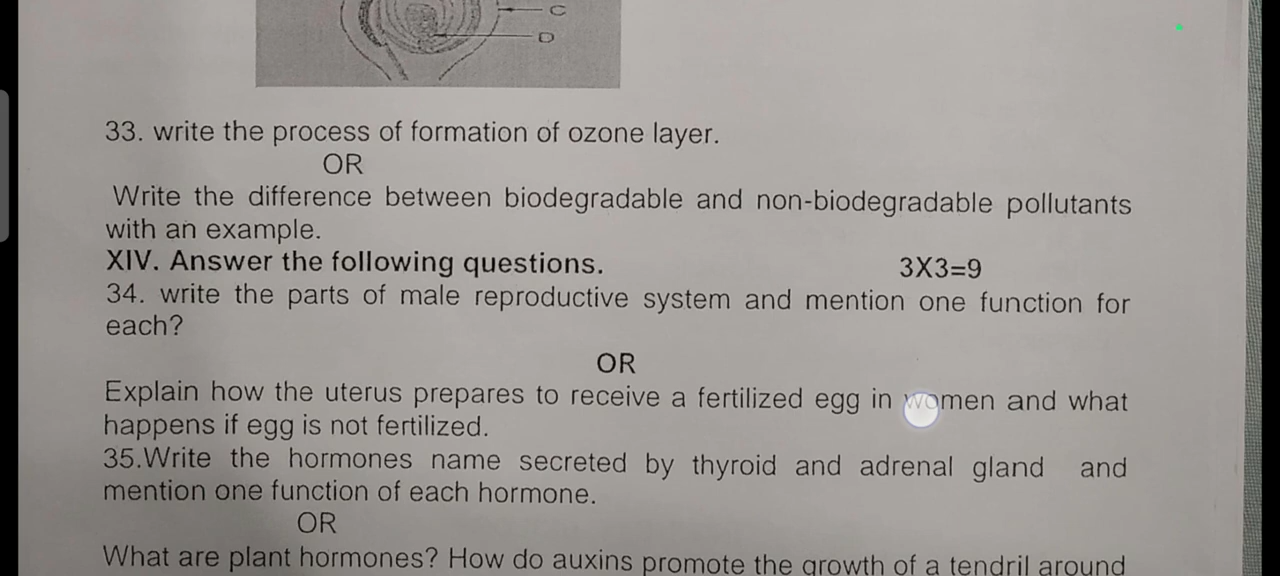 C
D
33. write the process of formation of ozone layer.
OR
Write the difference between biodegradable and non-biodegradable pollutants
with an example.
XIV. Answer the following questions. 3X3=9
34. write the parts of male reproductive system and mention one function for
each?
OR
Explain how the uterus prepares to receive a fertilized egg in women and what
happens if egg is not fertilized.
35.Write the hormones name secreted by thyroid and adrenal gland and
mention one function of each hormone.
OR
What are plant hormones? How do auxins promote the growth of a tendril around